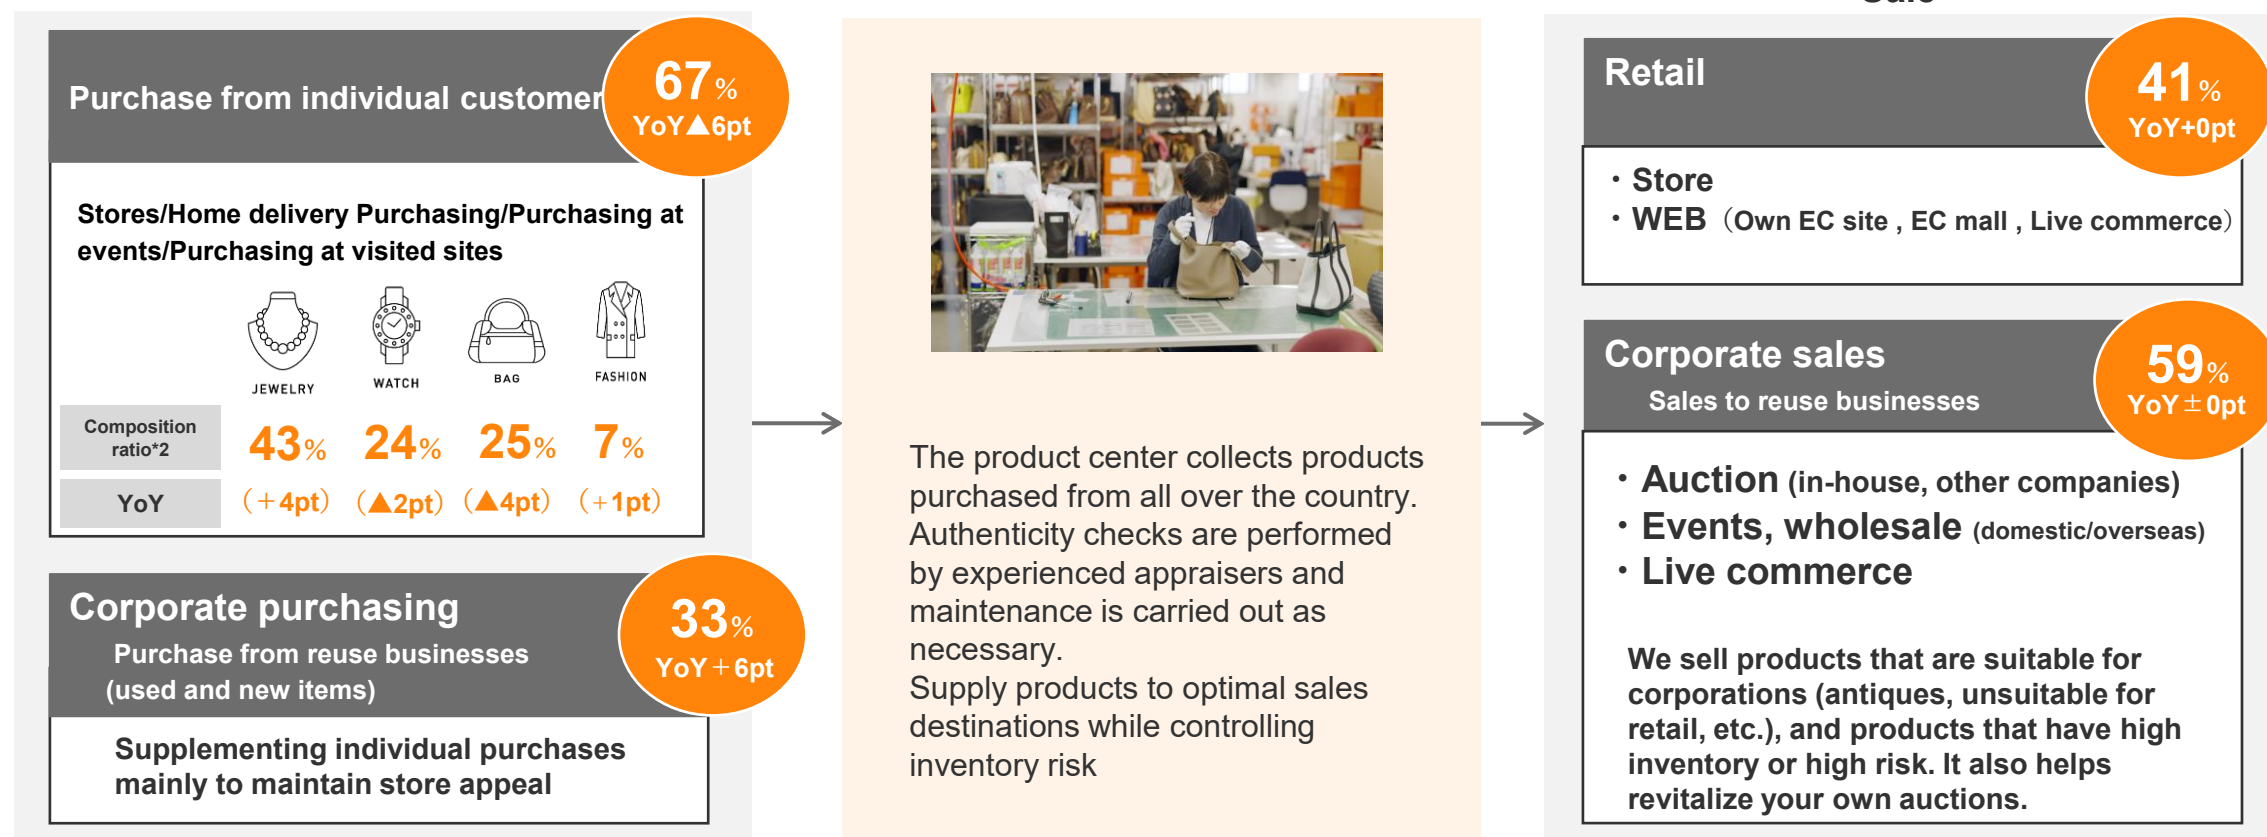 Sale
Purchase from individual customer
67%
YoY▲6pt
Stores/Home delivery Purchasing/Purchasing at
events/Purchasing at visited sites
JEWELRY
WATCH
BAG
FASHION
Composition
ratio*2
43%
24%
25%
7%
YoY
（＋4pt）
（▲2pt）
（▲4pt）
（+1pt）
Corporate purchasing
Purchase from reuse businesses
(used and new items)
33%
YoY＋6pt
Supplementing individual purchases
mainly to maintain store appeal
The product center collects products
purchased from all over the country.
Authenticity checks are performed
by experienced appraisers and
maintenance is carried out as
necessary.
Supply products to optimal sales
destinations while controlling
inventory risk
Retail
41%
YoY+0pt
・Store
・WEB（Own EC site , EC mall , Live commerce）
Corporate sales
Sales to reuse businesses
59%
YoY±0pt
・Auction (in-house, other companies)
・Events, wholesale (domestic/overseas)
・Live commerce
We sell products that are suitable for
corporations (antiques, unsuitable for
retail, etc.), and products that have high
inventory or high risk. It also helps
revitalize your own auctions.